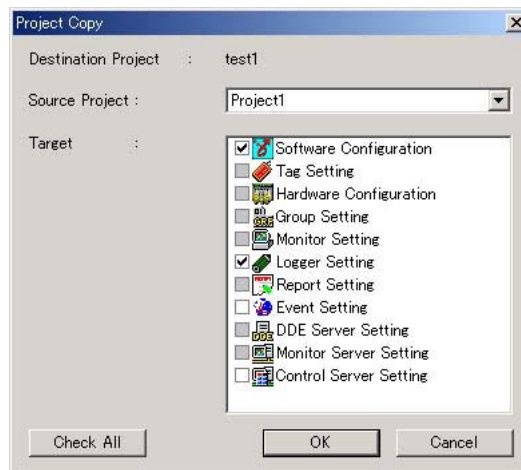 Project Copy
Destination Project : test1
Source Project : Project1
Target :
Software Configuration
Tag Setting
Hardware Configuration
Group Setting
Monitor Setting
Logger Setting
Report Setting
Event Setting
DDE Server Setting
Monitor Server Setting
Control Server Setting
Check All
OK
Cancel